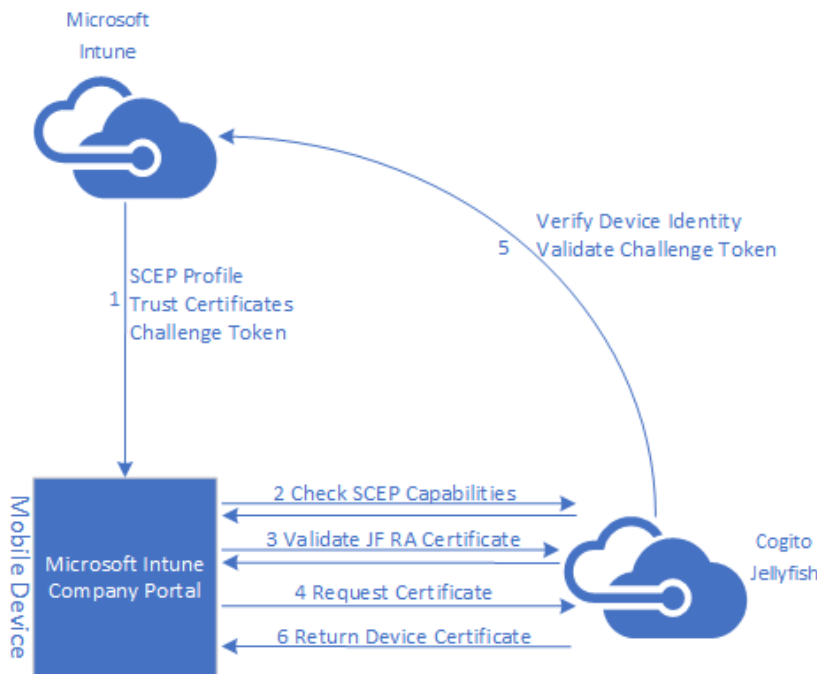 Microsoft
Intune
Verify Device Identity
5 Validate Challenge Token
SCEP Profile
1 Trust Certificates
Challenge Token
Mobile Device
Microsoft Intune
Company Portal
2 Check SCEP Capabilities
3 Validate JF RA Certificate
4 Request Certificate
6 Return Device Certificate
Cogito
Jellyfish